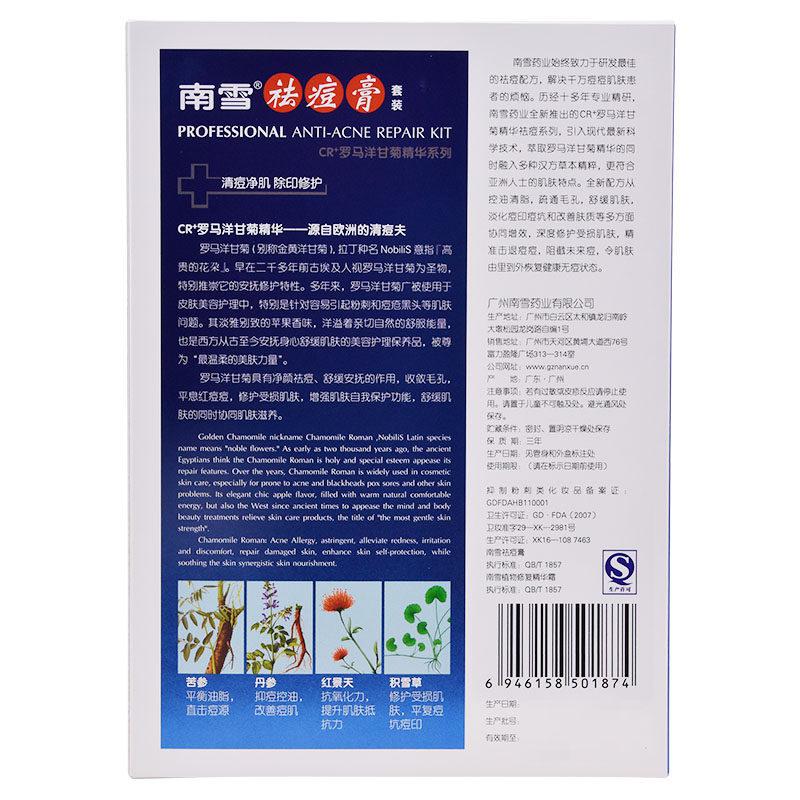 南雪® 祛痘膏 套装
PROFESSIONAL ANTI-ACNE REPAIR KIT
CR⁺罗马洋甘菊精华系列
清痘净肌 除印修护
CR⁺罗马洋甘菊精华——源自欧洲的清痘夫
罗马洋甘菊(别称金黄洋甘菊),拉丁种名NobiliS意指「高
贵的花朵」。早在二千多年前古埃及人视罗马洋甘菊为圣物,
特别推崇它的安抚修护特性。多年来,罗马洋甘菊广被使用于
皮肤美容护理中,特别是针对容易引起粉刺和痘疮黑头等肌肤
问题。其淡雅别致的苹果香味,洋溢着亲切自然的舒服能量,
也是西方从古至今安抚身心舒缓肌肤的美容护理保养品,被尊
为“最温柔的美肤力量”。
罗马洋甘菊具有净颜祛痘、舒缓安抚的作用,收敛毛孔,
平息红痘痘,修护受损肌肤,增强肌肤自我保护功能,舒缓肌
肤的同时协同肌肤滋养。
Golden Chamomile nickname Chamomile Roman ,NobiliS Latin species
name means "noble flowers." As early as two thousand years ago, the ancient
Egyptians think the Chamomile Roman is holy and special esteem appease its
repair features. Over the years, Chamomile Roman is widely used in cosmetic
skin care, especially for prone to acne and blackheads pox sores and other skin
problems. Its elegant chic apple flavor, filled with warm natural comfortable
energy, but also the West since ancient times to appease the mind and body
beauty treatments relieve skin care products, the title of "the most gentle skin
strength".
Chamomile Roman: Acne Allergy, astringent, alleviate redness, irritation
and discomfort, repair damaged skin, enhance skin self-protection, while
soothing the skin synergistic skin nourishment.
苦参
平衡油脂,
直击痘源
丹参
抑痘控油,
改善痘肌
红景天
抗氧化力,
提升肌肤抵
抗力
积雪草
修护受损肌
肤,平复痘
坑痘印
南雪药业始终致力于研发最佳
的祛痘配方,解决千万痘痘肌肤患
者的烦恼。历经十多年专业精研,
南雪药业全新推出的CR⁺罗马洋甘
菊精华祛痘系列,引入现代最新科
学技术,萃取罗马洋甘菊精华的同
时融入多种汉方草本精粹,更符合
亚洲人士的肌肤特点。全新配方从
控油清脂,疏通毛孔,舒缓肌肤,
淡化痘印痘坑和改善肤质等多方面
协同增效,深度修护受损肌肤,精
准击退痘痘,阻截未来痘,令肌肤
由里到外恢复健康无痘状态。
广州南雪药业有限公司
生产地址:广州市白云区太和镇龙归南岭
大墩松园龙岗路自编1号
销售地址:广州市天河区黄埔大道西76号
富力盈隆广场313—314室
公司网址:www.gznanxue.cn
产 地:广东·广州
注意事项:若有过敏或皮疹反应请停止使
用。请置于儿童不可触及处。避光通风处
保存。
贮藏条件:密封、置阴凉干燥处保存
保 质 期:三年
生产日期:见管身和外盒标注处
使用期限:(请在标示日期前使用)
抑制粉刺类化妆品备案证:
GDFDAHB110001
卫生许可证:GD·FDA(2007)
卫妆准字29—XK—2981号
生产许可证:XK16—108 7463
南雪祛痘膏
执行标准:QB/T 1857
南雪植物修复精华霜
执行标准:QB/T 1857
生产许可
6 946158 501874
生产日期:
生产批号:
有效期至: